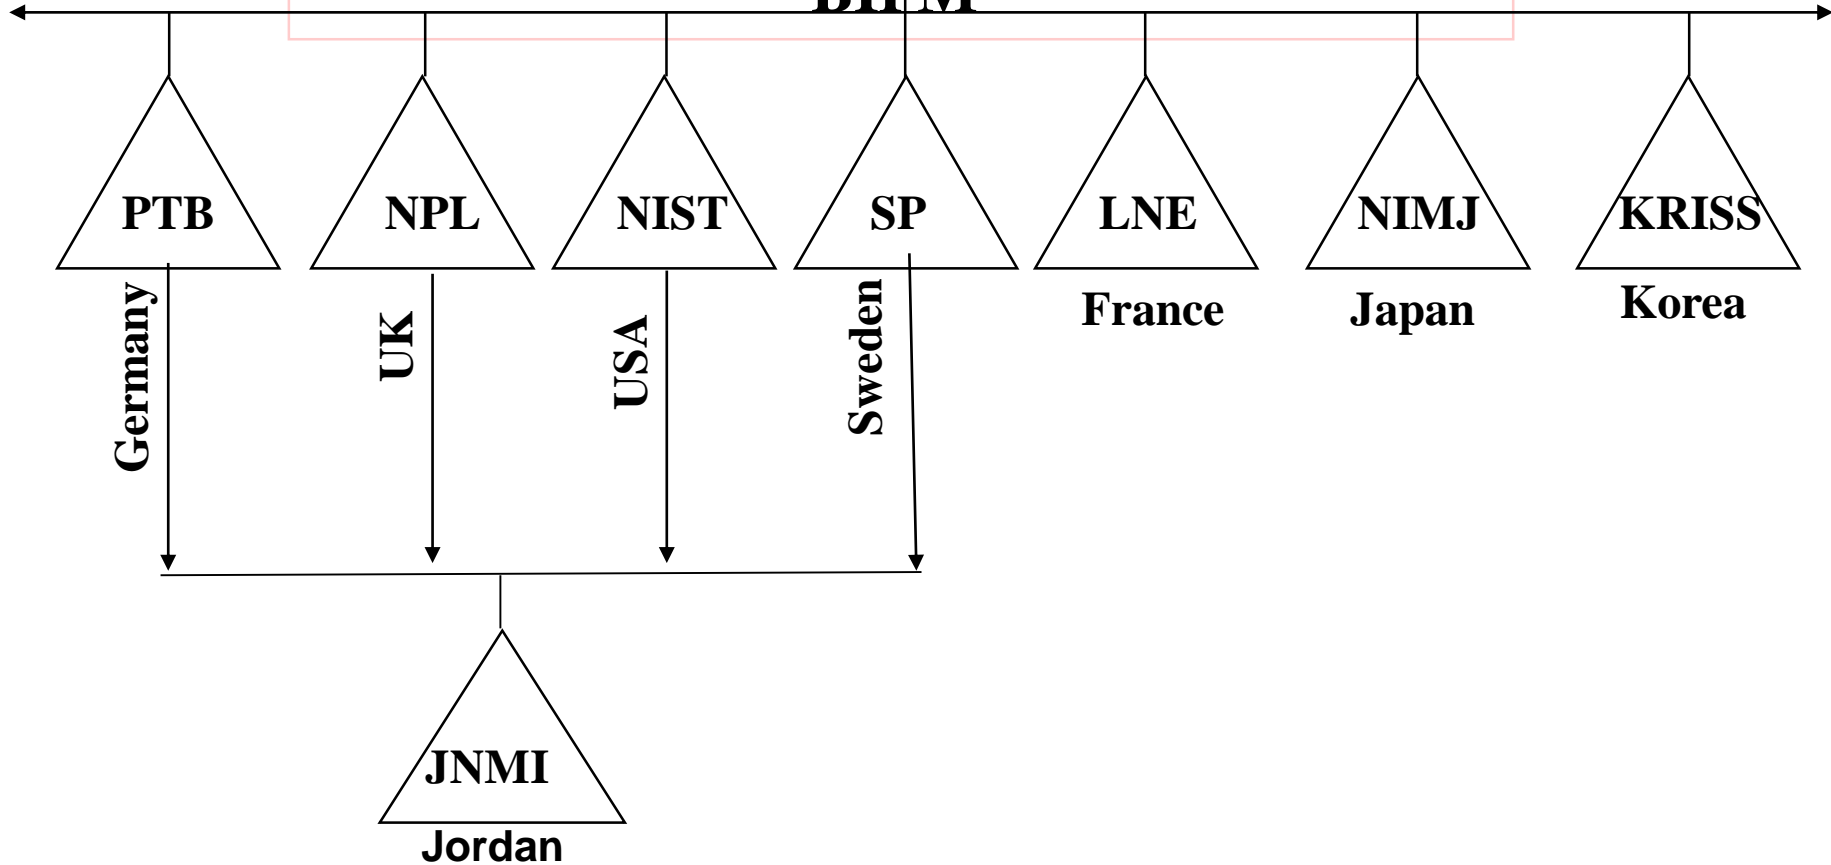 PTB
NPL
NIST
SP
LNE
NIMJ
KRISS
Germany
UK
USA
Sweden
France
Japan
Korea
JNMI
Jordan